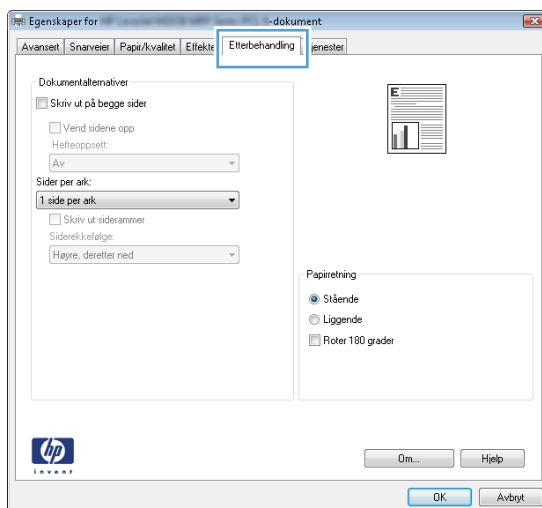 Egenskaper for -dokument
Avansert Snarveier Papir/kvalitet Effekte Etterbehandling jenester
Dokumentalternativer
Skriv ut på begge sider
Vend sidene opp
Hefteoppsett:
Av
Sider per ark:
1 side per ark
Skriv ut siderammer
Siderekkefølge:
Høyre, deretter ned
E
Papirretning
Stående
Liggende
Roter 180 grader
hp
invent
Om... Hjelp
OK Avbryt